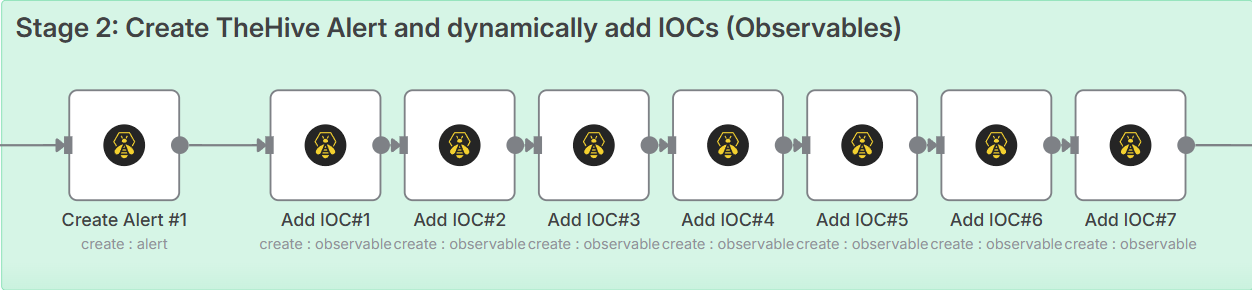 Stage 2: Create TheHive Alert and dynamically add IOCs (Observables)
Create Alert #1
create : alert
Add IOC#1
create : observable
Add IOC#2
create : observable
Add IOC#3
create : observable
Add IOC#4
create : observable
Add IOC#5
create : observable
Add IOC#6
create : observable
Add IOC#7
create : observable